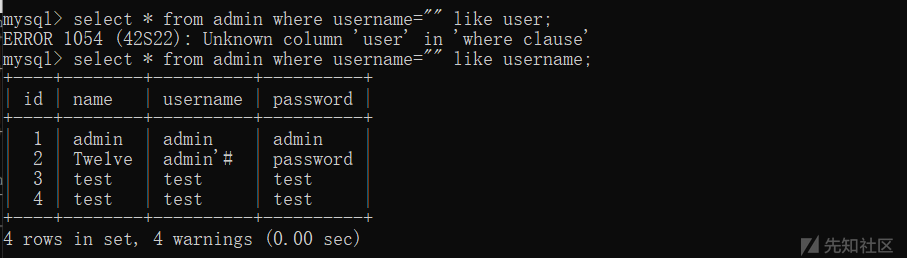 mysql> select * from admin where username="" like user;
ERROR 1054 (42S22): Unknown column 'user' in 'where clause'
mysql> select * from admin where username="" like username;
+----+--------+----------+----------+
| id | name | username | password |
+----+--------+----------+----------+
| 1 | admin | admin | admin |
| 2 | Twelve | admin'# | password |
| 3 | test | test | test |
| 4 | test | test | test |
+----+--------+----------+----------+
4 rows in set, 4 warnings (0.00 sec)
先知社区